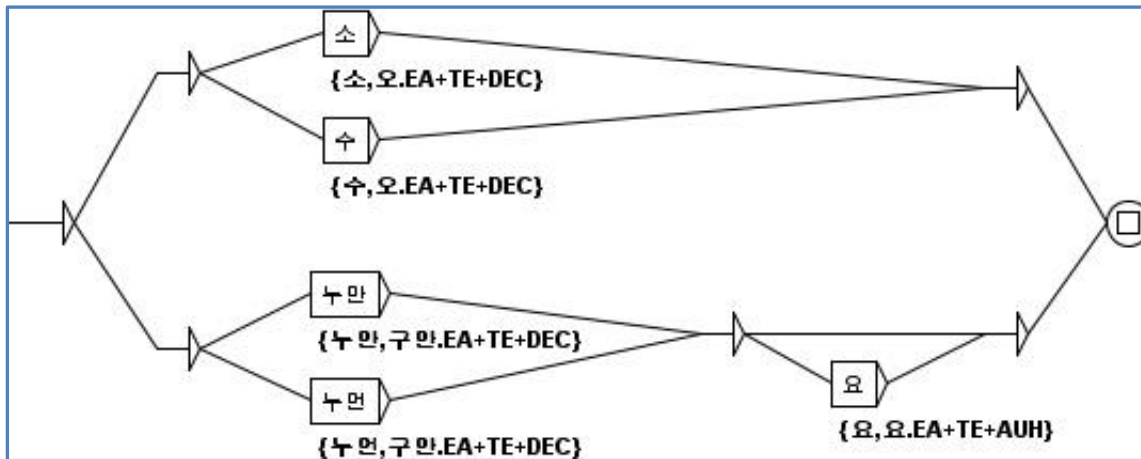 소
{소,오.EA+TE+DEC}
수
{수,오.EA+TE+DEC}
누만
{누만,구만.EA+TE+DEC}
누먼
{누먼,구만.EA+TE+DEC}
요
{요,요.EA+TE+AUH}